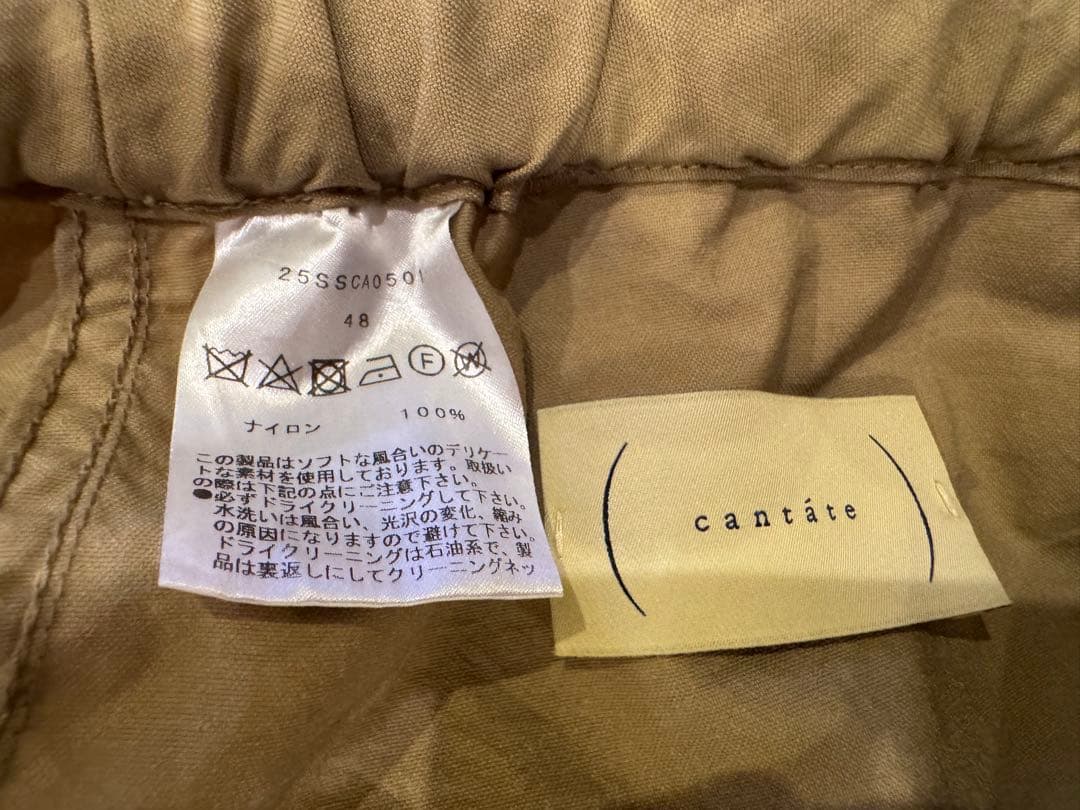 25SSCA0501
48
F W
ナイロン 100%
この製品はソフトな風合いのデリケー
トな素材を使用しております。取扱い
の際は下記の点にご注意下さい。
●必ずドライクリーニングして下さい。
水洗いは風合い、光沢の変化、縮み
の原因になりますので避けて下さい。
ドライクリーニングは石油系で、製
品は裏返しにしてクリーニングネッ
(cantáte)